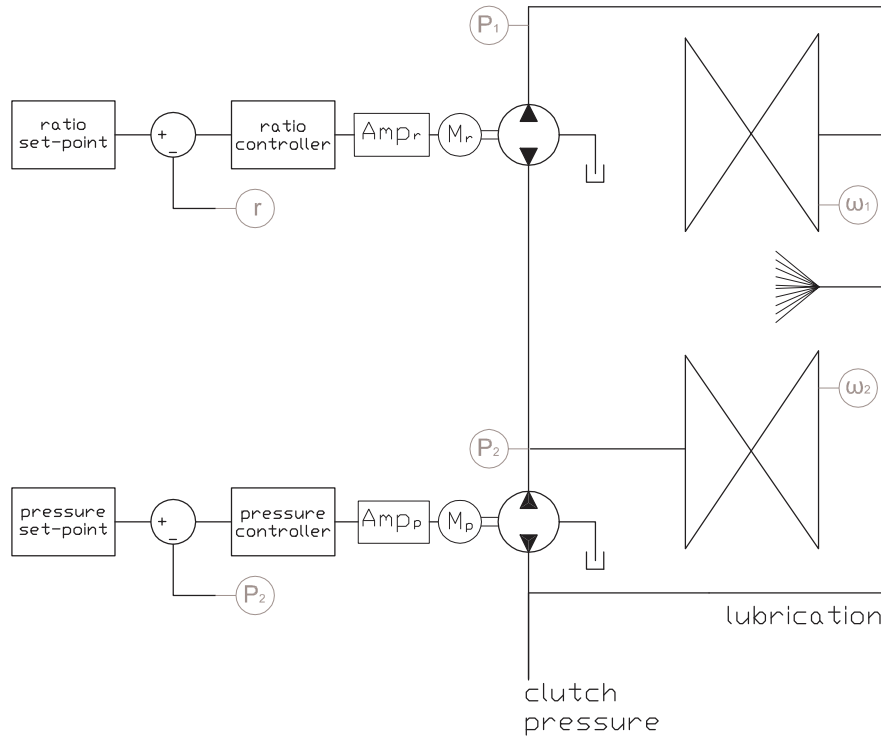 P₁
ratio
set-point
+
−
ratio
controller
Ampᵣ
Mᵣ
r
ω₁
ω₂
P₂
pressure
set-point
+
−
pressure
controller
Ampₚ
Mₚ
P₂
lubrication
clutch
pressure